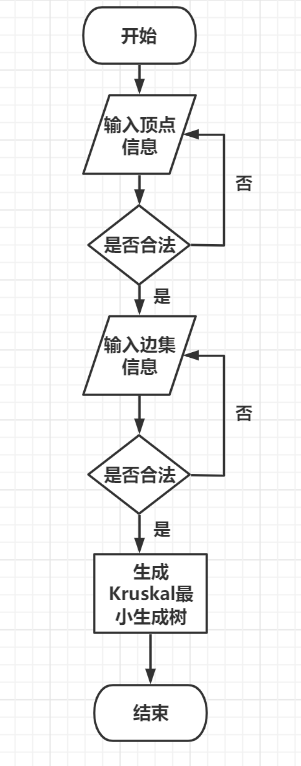 开始
输入顶点
信息
否
是否合法
是
输入边集
信息
否
是否合法
是
生成
Kruskal最
小生成树
结束